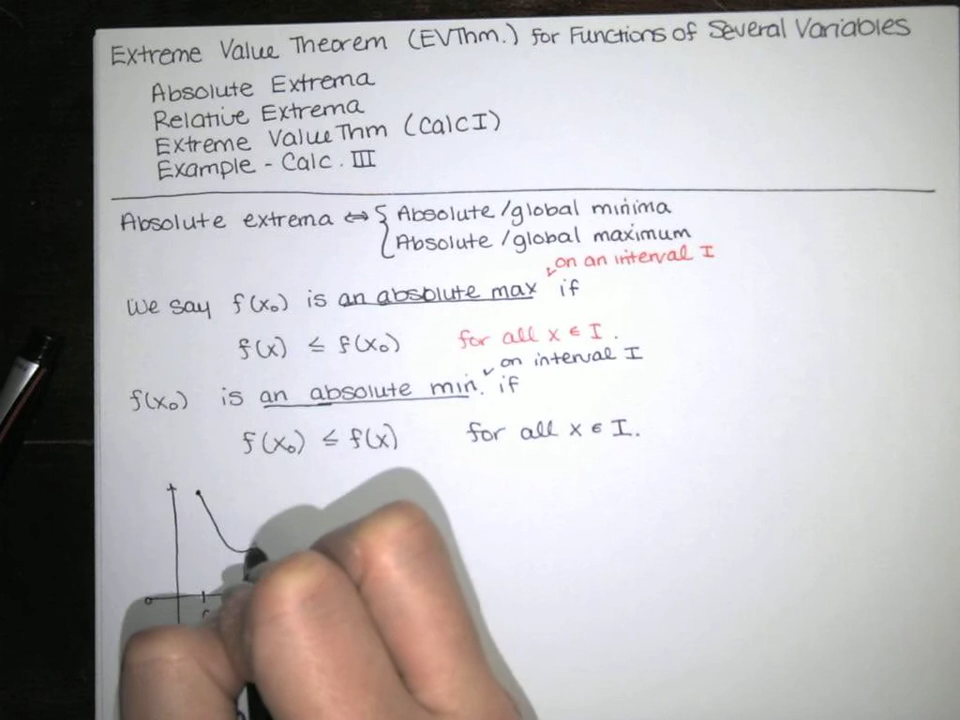 Extreme Value Theorem (EVThm.) for Functions of Several Variables
Absolute Extrema
Relative Extrema
Extreme Value Thm (Calc I)
Example - Calc. III
Absolute extrema ⇔ { Absolute/global minima
Absolute/global maximum
on an interval I
We say f(x₀) is an absolute max if
f(x) ≤ f(x₀) for all x ∈ I.
on interval I
f(x₀) is an absolute min. if
f(x₀) ≤ f(x) for all x ∈ I.